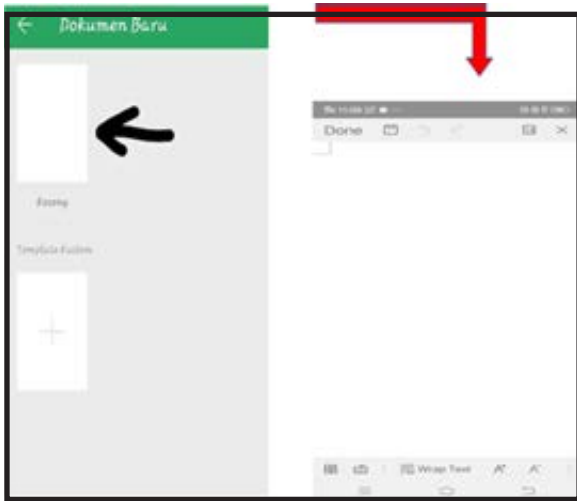 Dokumen Baru
Kosong
Template Kustom
Done
Wrap Text
A+
A-